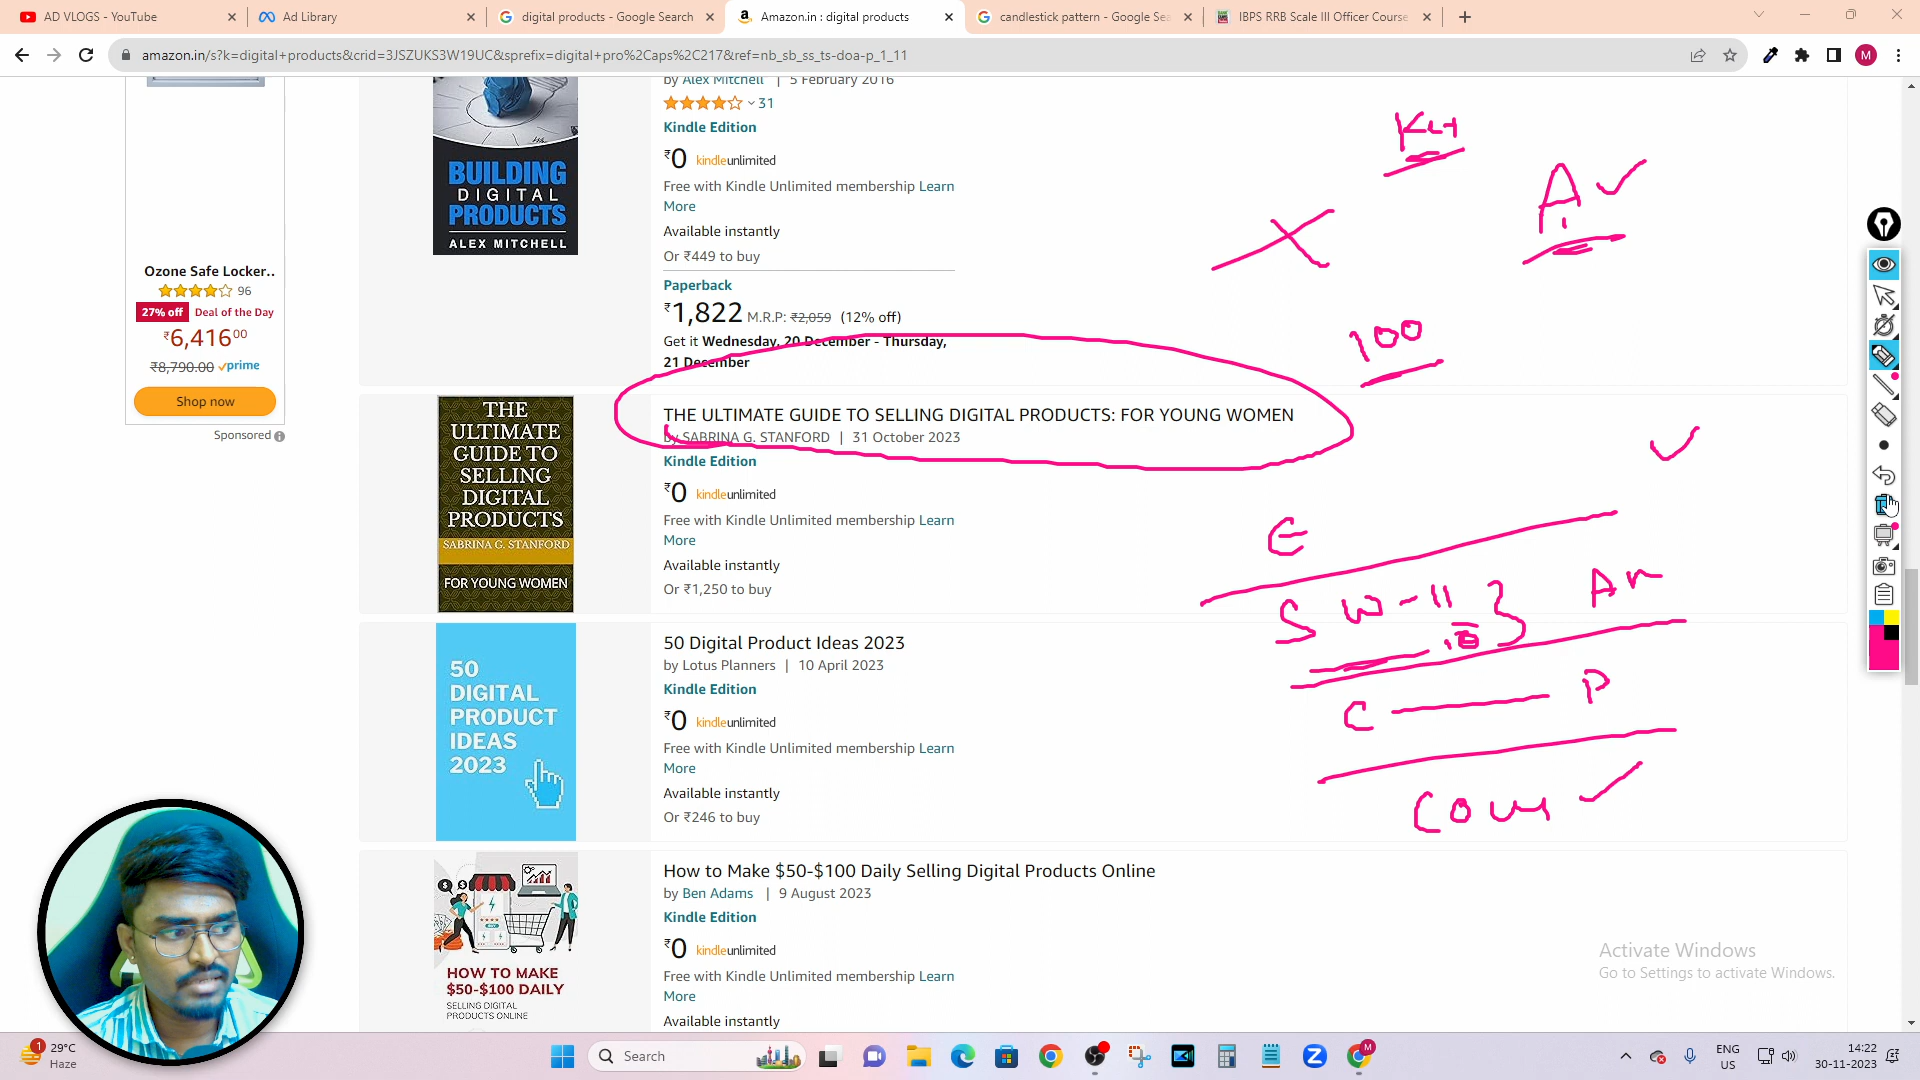 AD VLOGS - YouTube
Ad Library
digital products - Google Search
Amazon.in : digital products
candlestick pattern - Google Sea
IBPS RRB Scale III Officer Course
amazon.in/s?k=digital+products&crid=3JSZUKS3W19UC&sprefix=digital+pro%2Caps%2C217&ref=nb_sb_ss_ts-doa-p_1_11
M
Ozone Safe Locker..
96
27% off Deal of the Day
₹6,41600
₹8,790.00 prime
Shop now
Sponsored
by Alex Mitchell | 5 February 2016
31
Kindle Edition
₹0 kindleunlimited
Free with Kindle Unlimited membership Learn
More
Available instantly
Or ₹449 to buy
Paperback
₹1,822 M.R.P: ₹2,059 (12% off)
Get it Wednesday, 20 December - Thursday,
21 December
BUILDING
DIGITAL
PRODUCTS
ALEX MITCHELL
THE ULTIMATE GUIDE TO SELLING DIGITAL PRODUCTS: FOR YOUNG WOMEN
by SABRINA G. STANFORD | 31 October 2023
Kindle Edition
₹0 kindleunlimited
Free with Kindle Unlimited membership Learn
More
Available instantly
Or ₹1,250 to buy
THE
ULTIMATE
GUIDE TO
SELLING
DIGITAL
PRODUCTS
SABRINA G. STANFORD
FOR YOUNG WOMEN
50 Digital Product Ideas 2023
by Lotus Planners | 10 April 2023
Kindle Edition
₹0 kindleunlimited
Free with Kindle Unlimited membership Learn
More
Available instantly
Or ₹246 to buy
50
DIGITAL
PRODUCT
IDEAS
2023
How to Make $50-$100 Daily Selling Digital Products Online
by Ben Adams | 9 August 2023
Kindle Edition
₹0 kindleunlimited
Free with Kindle Unlimited membership Learn
More
Available instantly
HOW TO MAKE
$50-$100 DAILY
SELLING DIGITAL
PRODUCTS ONLINE
100
E
C P
Activate Windows
Go to Settings to activate Windows.
1
29°C
Haze
Search
M
ENG
US
14:22
30-11-2023